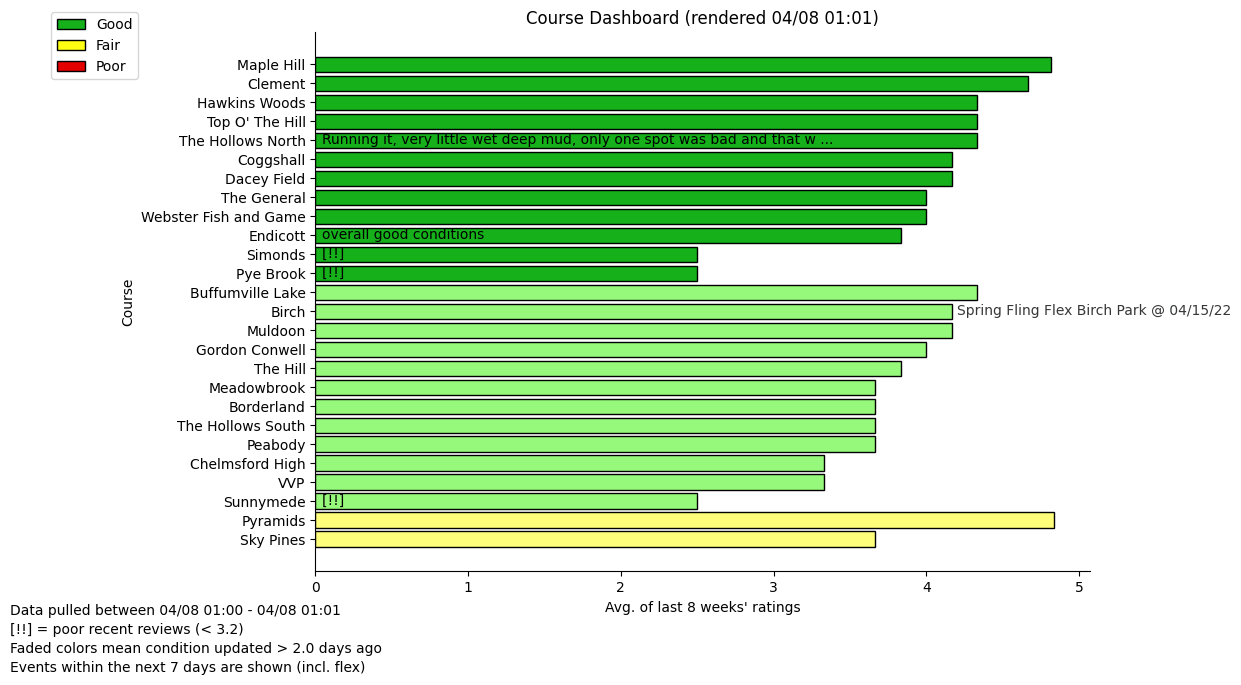 Course Dashboard (rendered 04/08 01:01)
Good
Fair
Poor
Course
Maple Hill
Clement
Hawkins Woods
Top O' The Hill
The Hollows North Running it, very little wet deep mud, only one spot was bad and that w ...
Coggshall
Dacey Field
The General
Webster Fish and Game
Endicott overall good conditions
Simonds [!!]
Pye Brook [!!]
Buffumville Lake
Birch Spring Fling Flex Birch Park @ 04/15/22
Muldoon
Gordon Conwell
The Hill
Meadowbrook
Borderland
The Hollows South
Peabody
Chelmsford High
VVP
Sunnymede [!!]
Pyramids
Sky Pines
0 1 2 3 4 5
Avg. of last 8 weeks' ratings
Data pulled between 04/08 01:00 - 04/08 01:01
[!!] = poor recent reviews (< 3.2)
Faded colors mean condition updated > 2.0 days ago
Events within the next 7 days are shown (incl. flex)